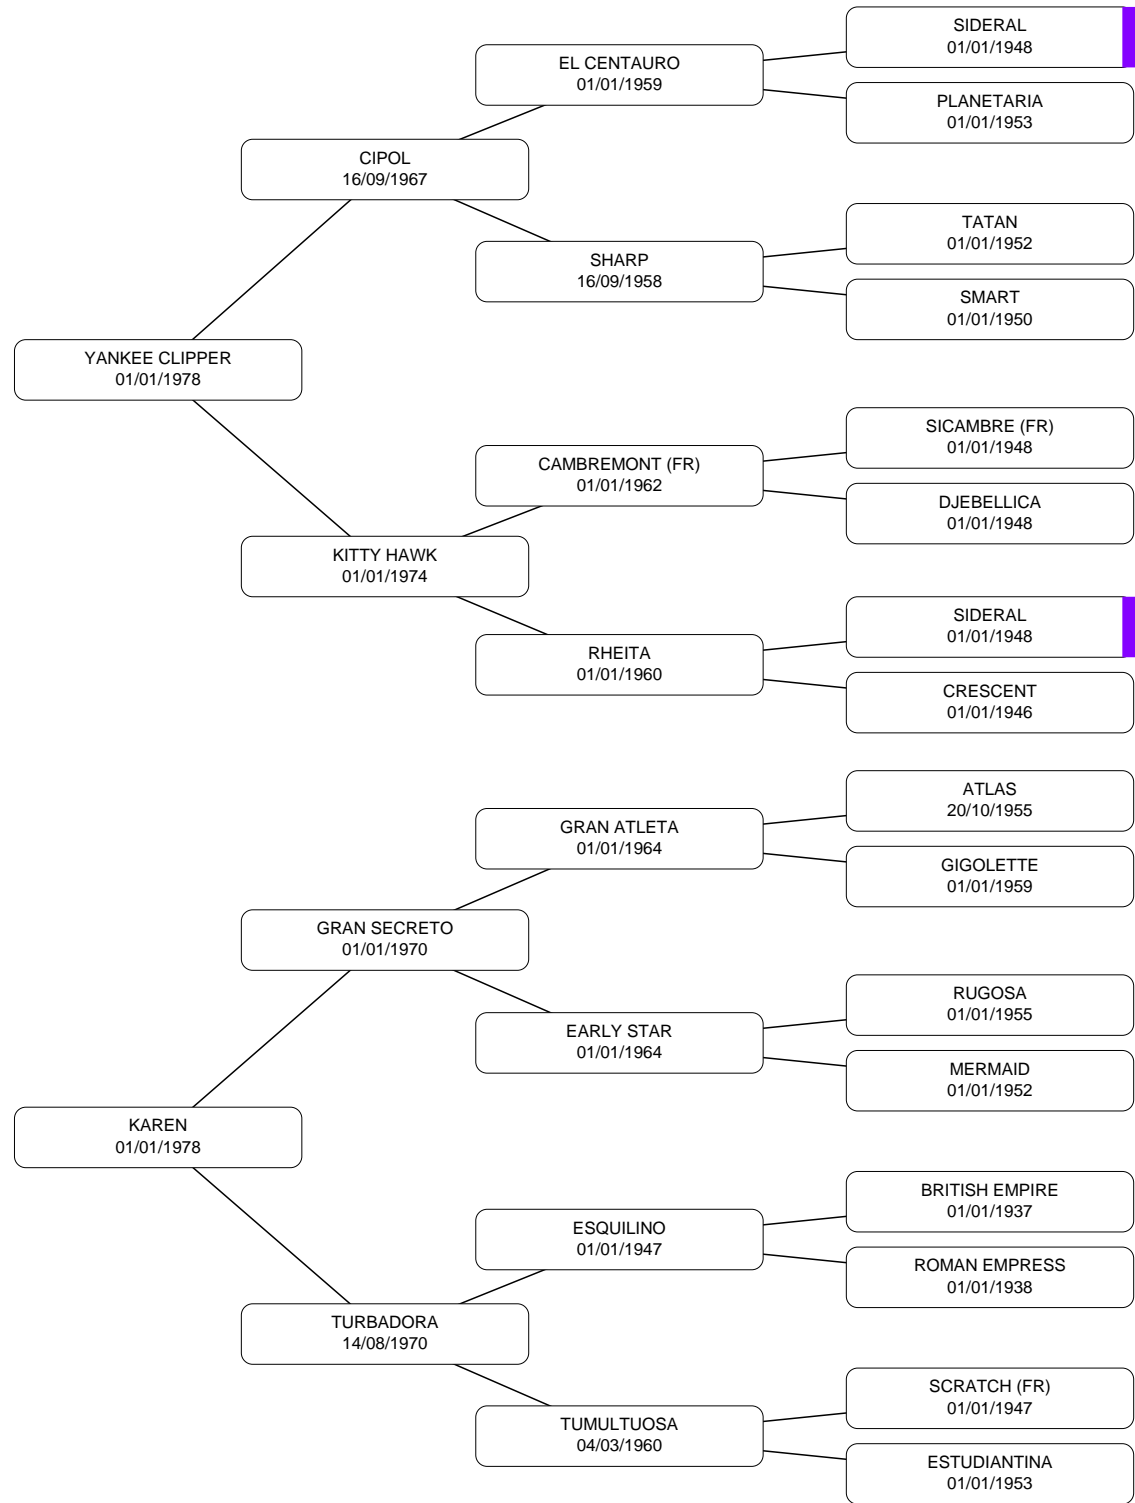 SIDERAL
01/01/1948
EL CENTAURO
01/01/1959
PLANETARIA
01/01/1953
CIPOL
16/09/1967
TATAN
01/01/1952
SHARP
16/09/1958
SMART
01/01/1950
YANKEE CLIPPER
01/01/1978
SICAMBRE (FR)
01/01/1948
CAMBREMONT (FR)
01/01/1962
DJEBELLICA
01/01/1948
KITTY HAWK
01/01/1974
SIDERAL
01/01/1948
RHEITA
01/01/1960
CRESCENT
01/01/1946
ATLAS
20/10/1955
GRAN ATLETA
01/01/1964
GIGOLETTE
01/01/1959
GRAN SECRETO
01/01/1970
RUGOSA
01/01/1955
EARLY STAR
01/01/1964
MERMAID
01/01/1952
KAREN
01/01/1978
BRITISH EMPIRE
01/01/1937
ESQUILINO
01/01/1947
ROMAN EMPRESS
01/01/1938
TURBADORA
14/08/1970
SCRATCH (FR)
01/01/1947
TUMULTUOSA
04/03/1960
ESTUDIANTINA
01/01/1953